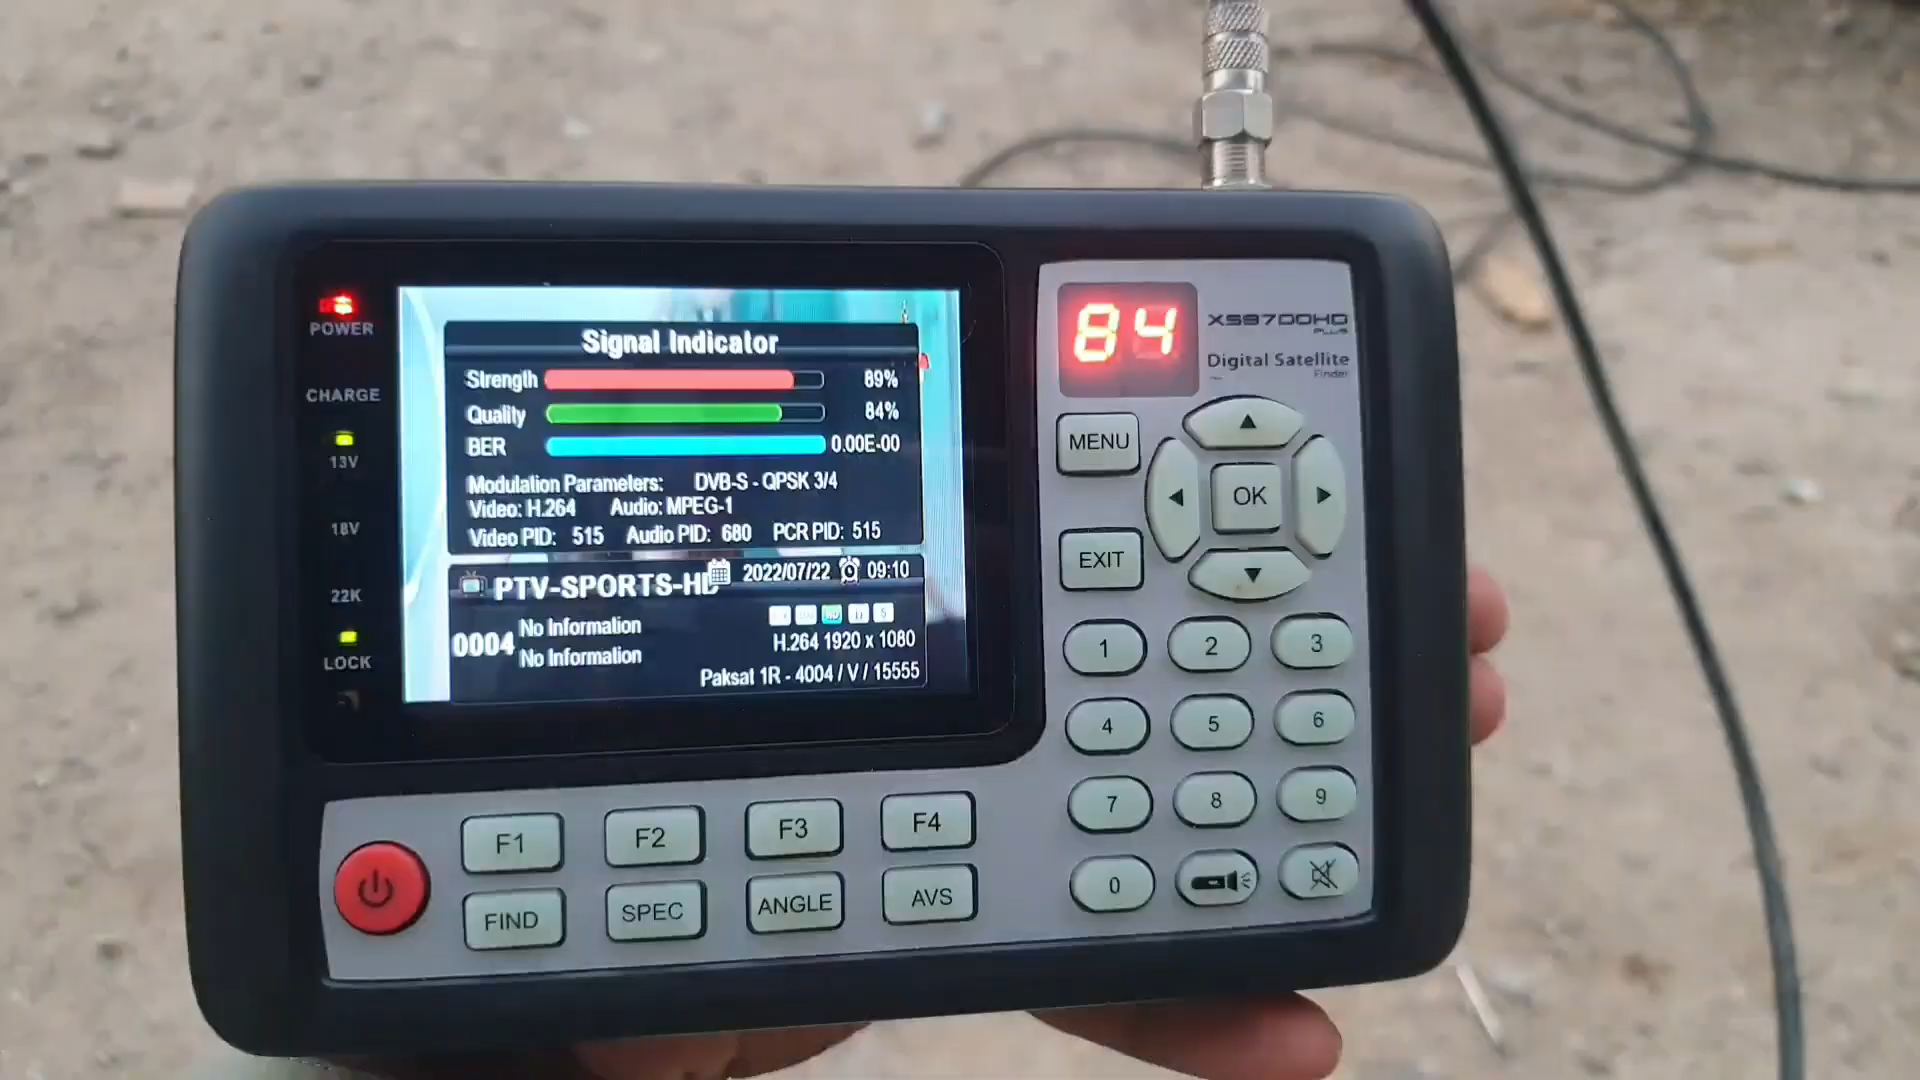 POWER
CHARGE
13V
18V
22K
LOCK
Signal Indicator
Strength 89%
Quality 84%
BER 0.00E-00
Modulation Parameters: DVB-S - QPSK 3/4
Video: H.264 Audio: MPEG-1
Video PID: 515 Audio PID: 680 PCR PID: 515
PTV-SPORTS-HD 2022/07/22 09:10
0004 No Information
No Information
H.264 1920 x 1080
Paksat 1R - 4004 / V / 15555
84
XS9700HD
PLUS
Digital Satellite
Finder
MENU
OK
EXIT
1 2 3
4 5 6
7 8 9
0
F1 F2 F3 F4
FIND SPEC ANGLE AVS